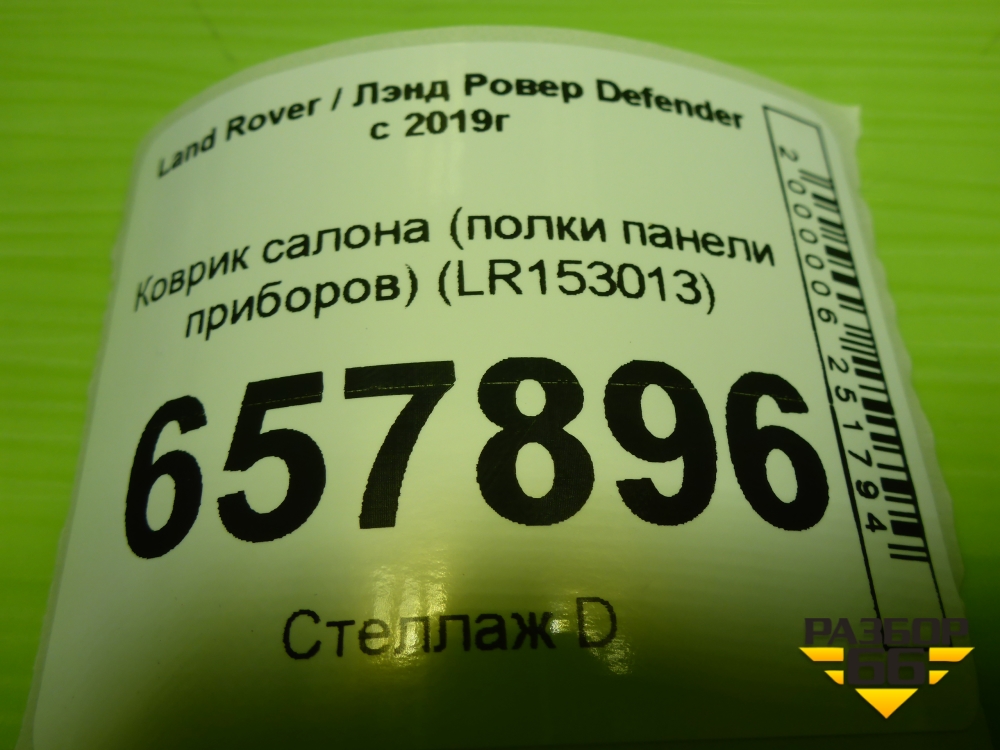 Land Rover / Лэнд Ровер Defender
с 2019г
Коврик салона (полки панели
приборов) (LR153013)
657896
Стеллаж D
2000006251794
РАЗБОР
66